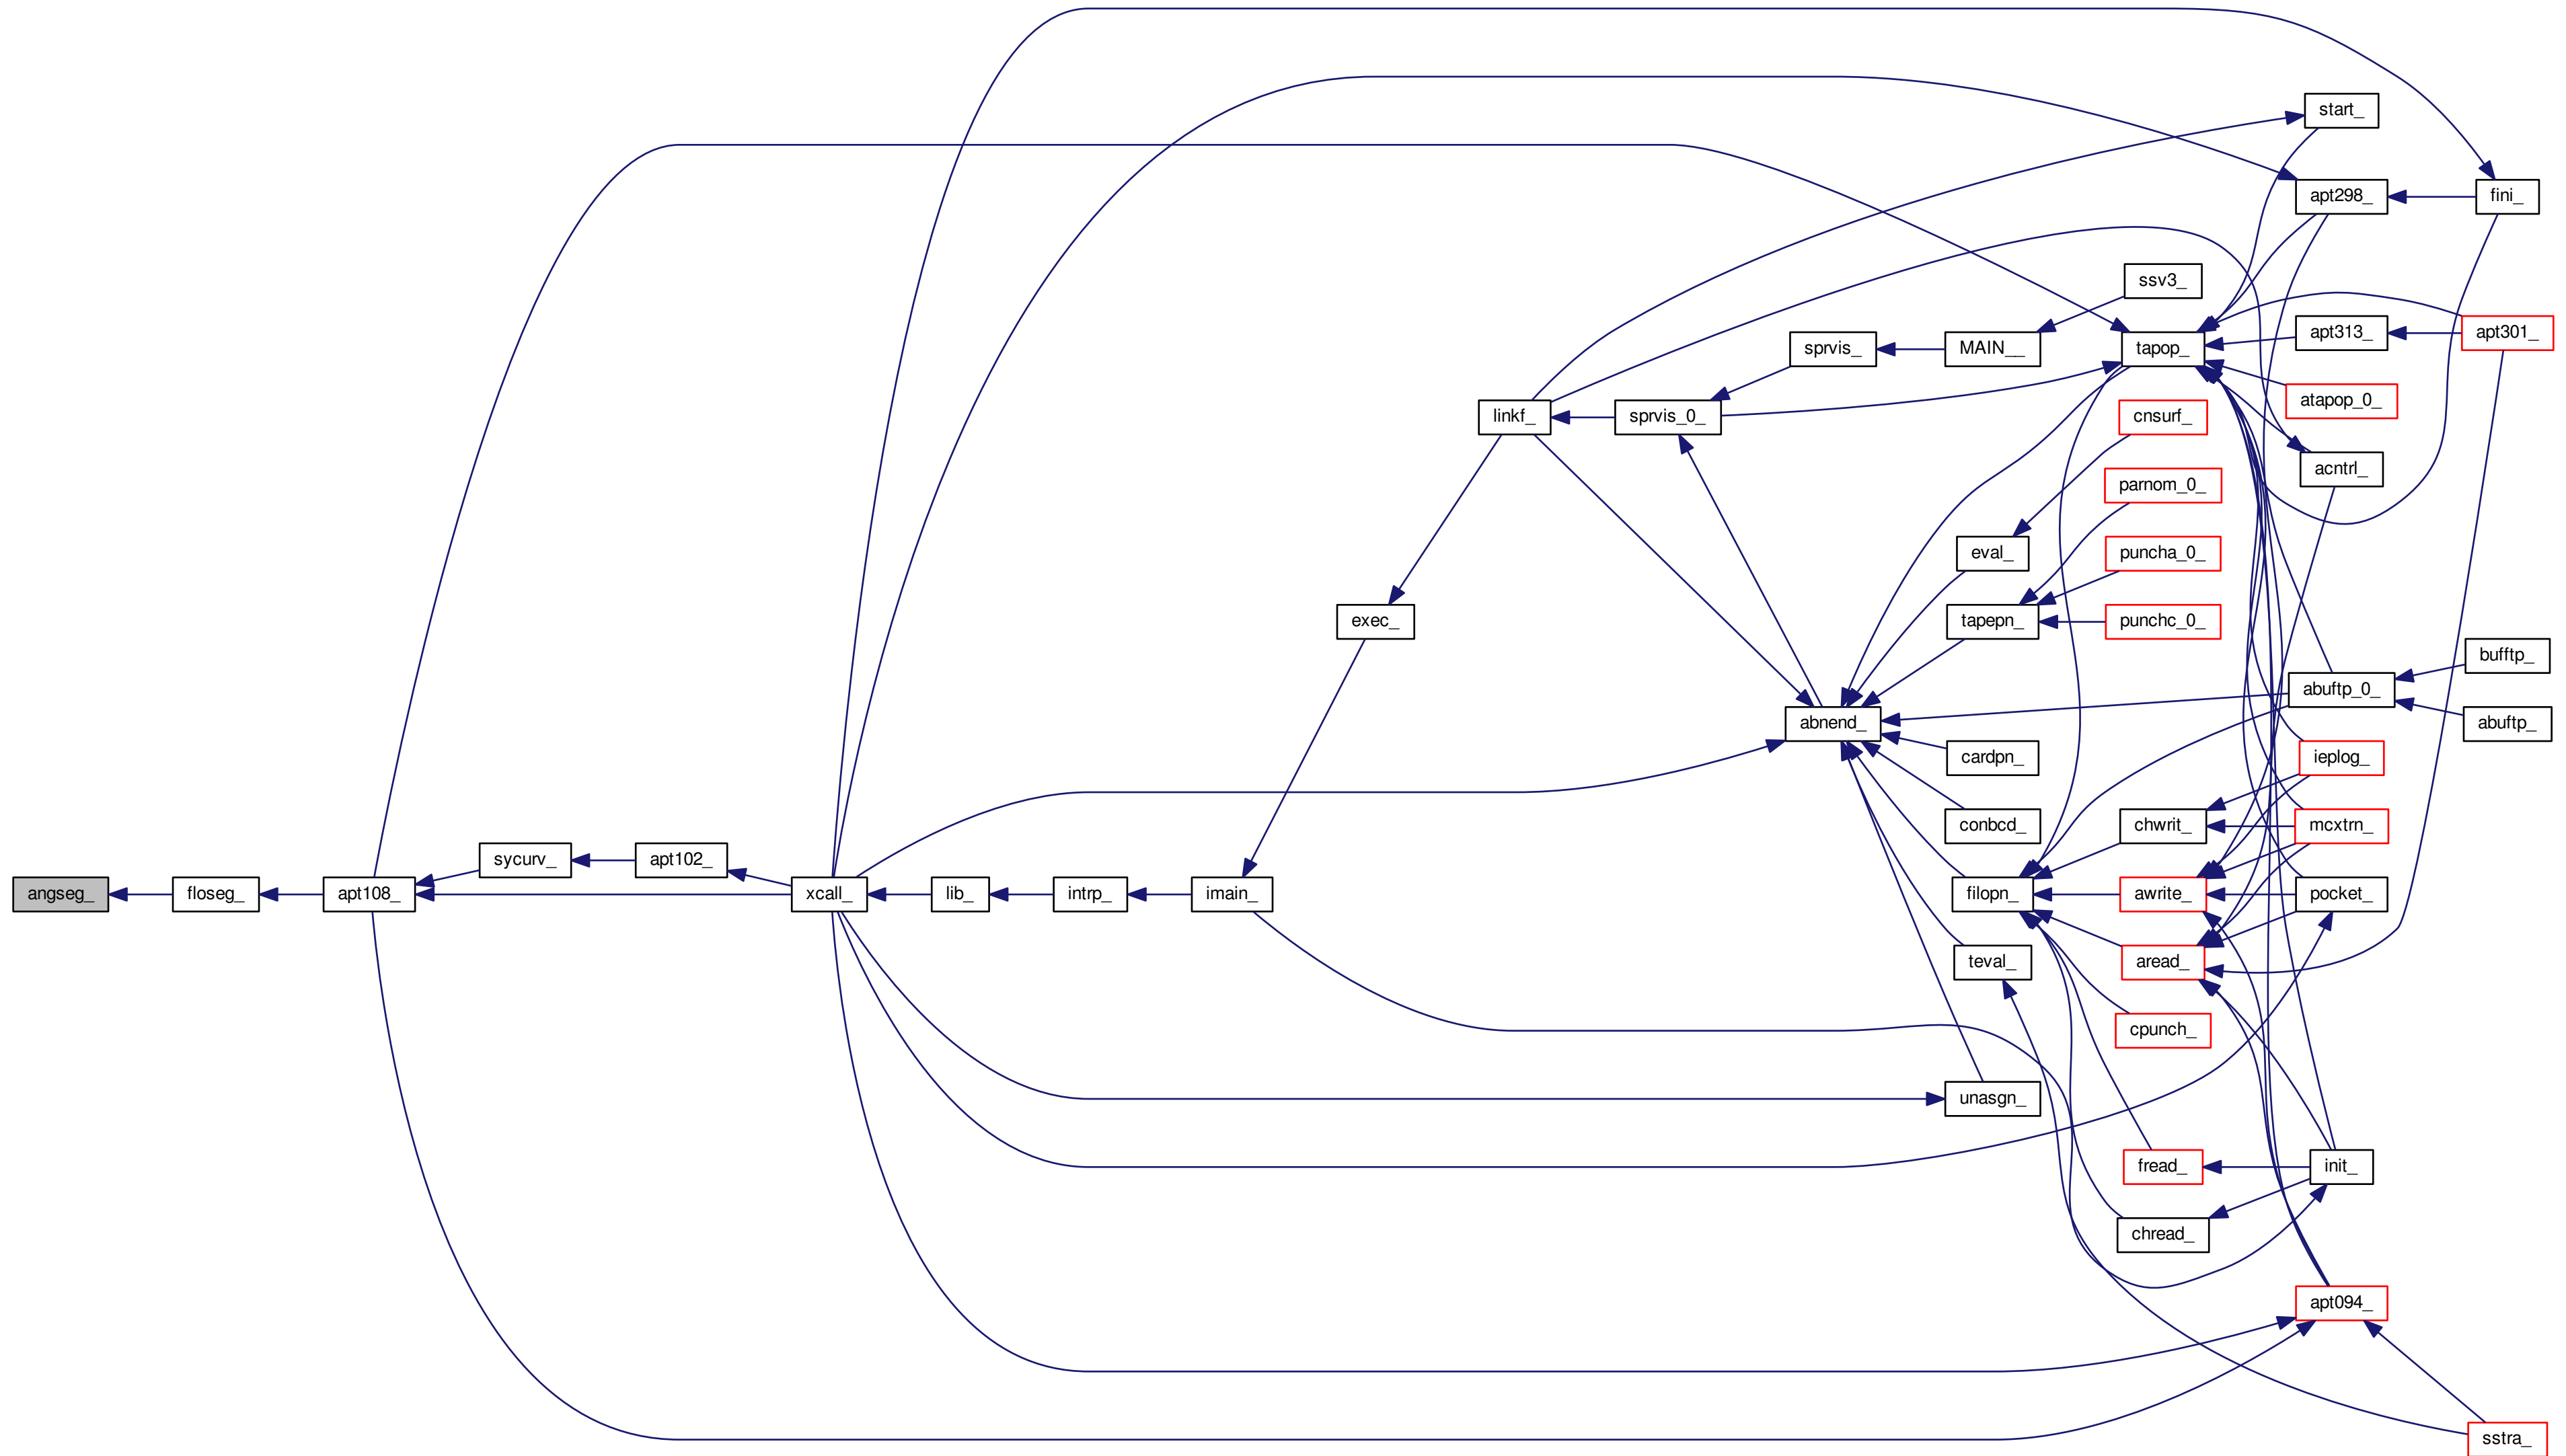 start_
apt298_
fini_
ssv3_
sprvis_
MAIN__
tapop_
apt313_
apt301_
atapop_0_
linkf_
sprvis_0_
cnsurf_
acntrl_
parnom_0_
eval_
puncha_0_
exec_
tapepn_
punchc_0_
bufftp_
abuftp_0_
abnend_
abuftp_
cardpn_
ieplog_
conbcd_
chwrit_
mcxtrn_
sycurv_
apt102_
angseg_
floseg_
apt108_
xcall_
lib_
intrp_
imain_
filopn_
awrite_
pocket_
teval_
aread_
cpunch_
unasgn_
fread_
init_
chread_
apt094_
sstra_